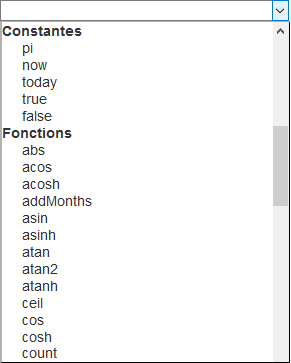 Constantes
pi
now
today
true
false
Fonctions
abs
acos
acosh
addMonths
asin
asinh
atan
atan2
atanh
ceil
cos
cosh
count